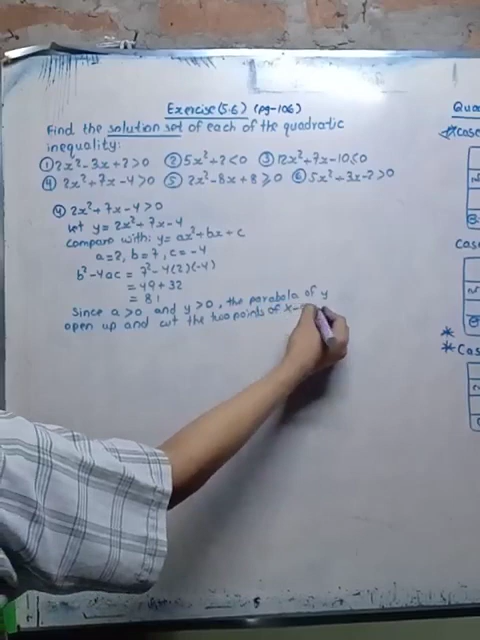 Exercise (5.6) (pg-106)
Find the solution set of each of the quadratic
inequality:
① 2x²-3x+2>0 ② 5x²+2<0 ③ 12x²+7x-10≤0
④ 2x²+7x-4>0 ⑤ 2x²-8x+8≥0 ⑥ 5x²+3x-2>0
④ 2x²+7x-4>0
let y = 2x²+7x-4
compare with: y = ax²+bx+c
a=2, b=7, c=-4
b²-4ac = 7²-4(2)(-4)
= 49+32
= 81
Since a>0, and y>0, the parabola of y
open up and cut the two points of x-
Qua
Case
Cas
* 
*Cas